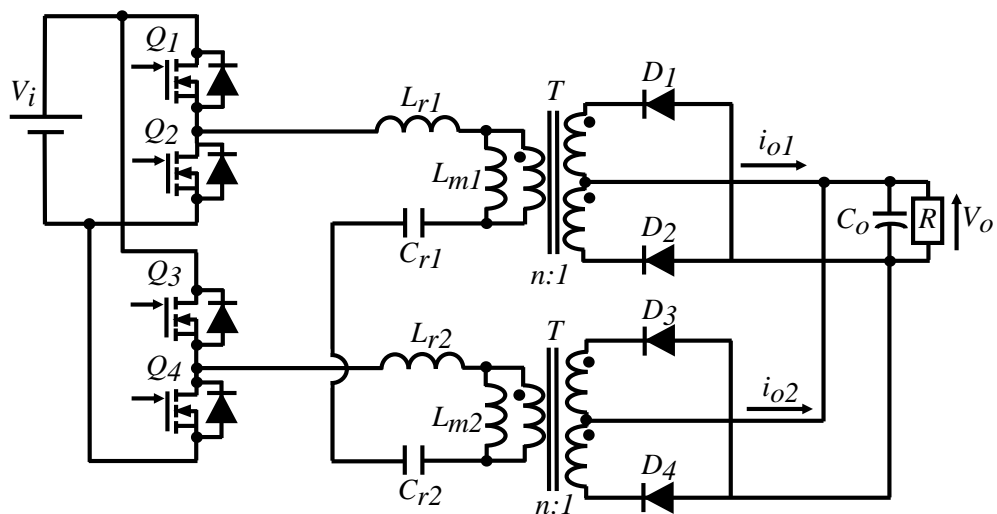 Q1
Vi
Q2
Lr1
Lm1
Cr1
T
n:1
D1
D2
io1
Co
R
Vo
Q3
Q4
Lr2
Lm2
Cr2
T
n:1
D3
D4
io2